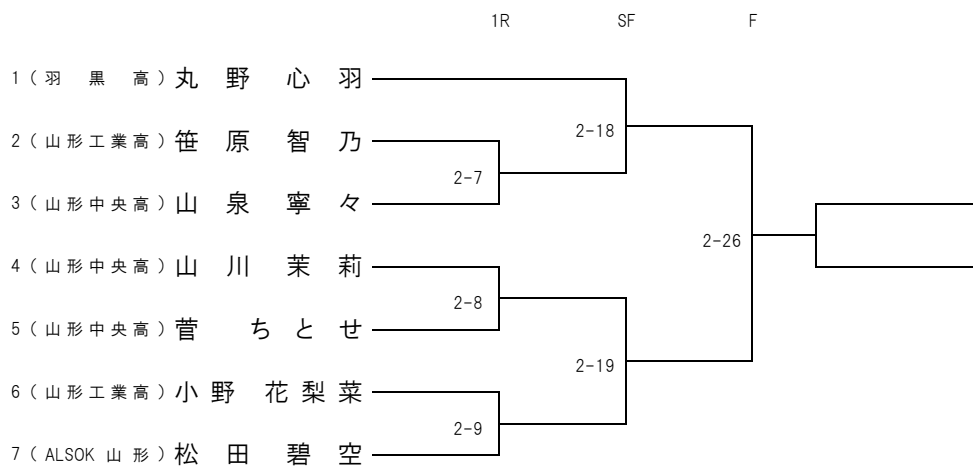 1R SF F
1 ( 羽 黒 高 ) 丸 野 心 羽
2-18
2 ( 山 形 工 業 高 ) 笹 原 智 乃
2-7
3 ( 山 形 中 央 高 ) 山 泉 寧 々
2-26
4 ( 山 形 中 央 高 ) 山 川 茉 莉
2-8
5 ( 山 形 中 央 高 ) 菅 ち と せ
2-19
6 ( 山 形 工 業 高 ) 小 野 花 梨 菜
2-9
7 ( ALSOK 山 形 ) 松 田 碧 空